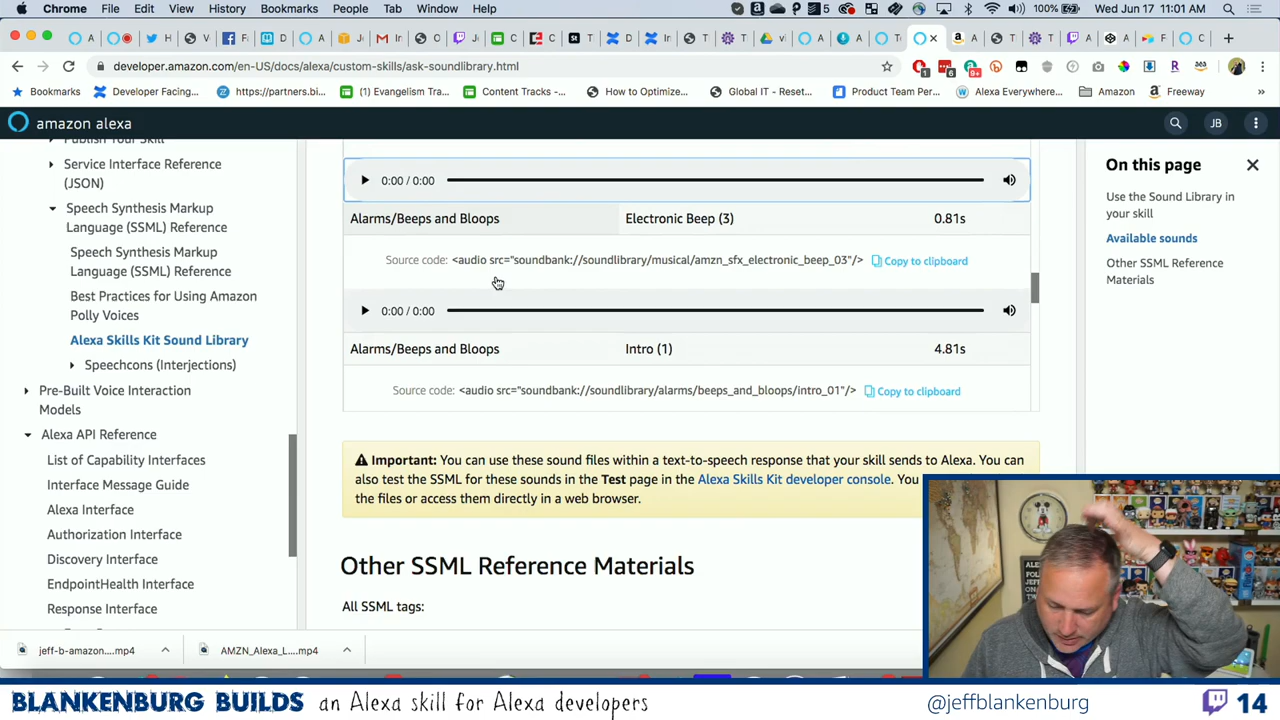 Chrome File Edit View History Bookmarks People Tab Window Help 5 100% Wed Jun 17 11:01 AM
developer.amazon.com/en-US/docs/alexa/custom-skills/ask-soundlibrary.html
Bookmarks Developer Facing... https://partners.bi... (1) Evangelism Tra... Content Tracks -... How to Optimize... Global IT - Reset... Product Team Per... Alexa Everywhere... Amazon Freeway »
amazon alexa JB
Publish Your Skill
Service Interface Reference
(JSON)
Speech Synthesis Markup
Language (SSML) Reference
Speech Synthesis Markup
Language (SSML) Reference
Best Practices for Using Amazon
Polly Voices
Alexa Skills Kit Sound Library
Speechcons (Interjections)
Pre-Built Voice Interaction
Models
Alexa API Reference
List of Capability Interfaces
Interface Message Guide
Alexa Interface
Authorization Interface
Discovery Interface
EndpointHealth Interface
Response Interface
0:00 / 0:00
Alarms/Beeps and Bloops Electronic Beep (3) 0.81s
Source code: <audio src="soundbank://soundlibrary/musical/amzn_sfx_electronic_beep_03"/> Copy to clipboard
0:00 / 0:00
Alarms/Beeps and Bloops Intro (1) 4.81s
Source code: <audio src="soundbank://soundlibrary/alarms/beeps_and_bloops/intro_01"/> Copy to clipboard
Important: You can use these sound files within a text-to-speech response that your skill sends to Alexa. You can
also test the SSML for these sounds in the Test page in the Alexa Skills Kit developer console. You
the files or access them directly in a web browser.
Other SSML Reference Materials
All SSML tags:
On this page
Use the Sound Library in
your skill
Available sounds
Other SSML Reference
Materials
jeff-b-amazon....mp4 AMZN_Alexa_L....mp4
BLANKENBURG BUILDS an Alexa skill for Alexa developers @jeffblankenburg 14